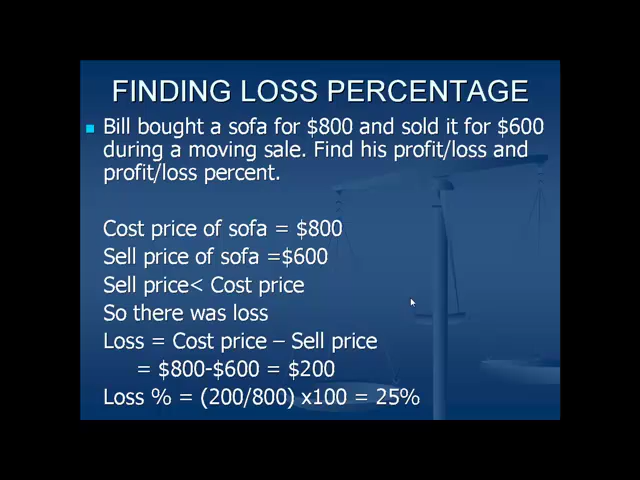 FINDING LOSS PERCENTAGE
Bill bought a sofa for $800 and sold it for $600
during a moving sale. Find his profit/loss and
profit/loss percent.
Cost price of sofa = $800
Sell price of sofa =$600
Sell price< Cost price
So there was loss
Loss = Cost price – Sell price
= $800-$600 = $200
Loss % = (200/800) x100 = 25%